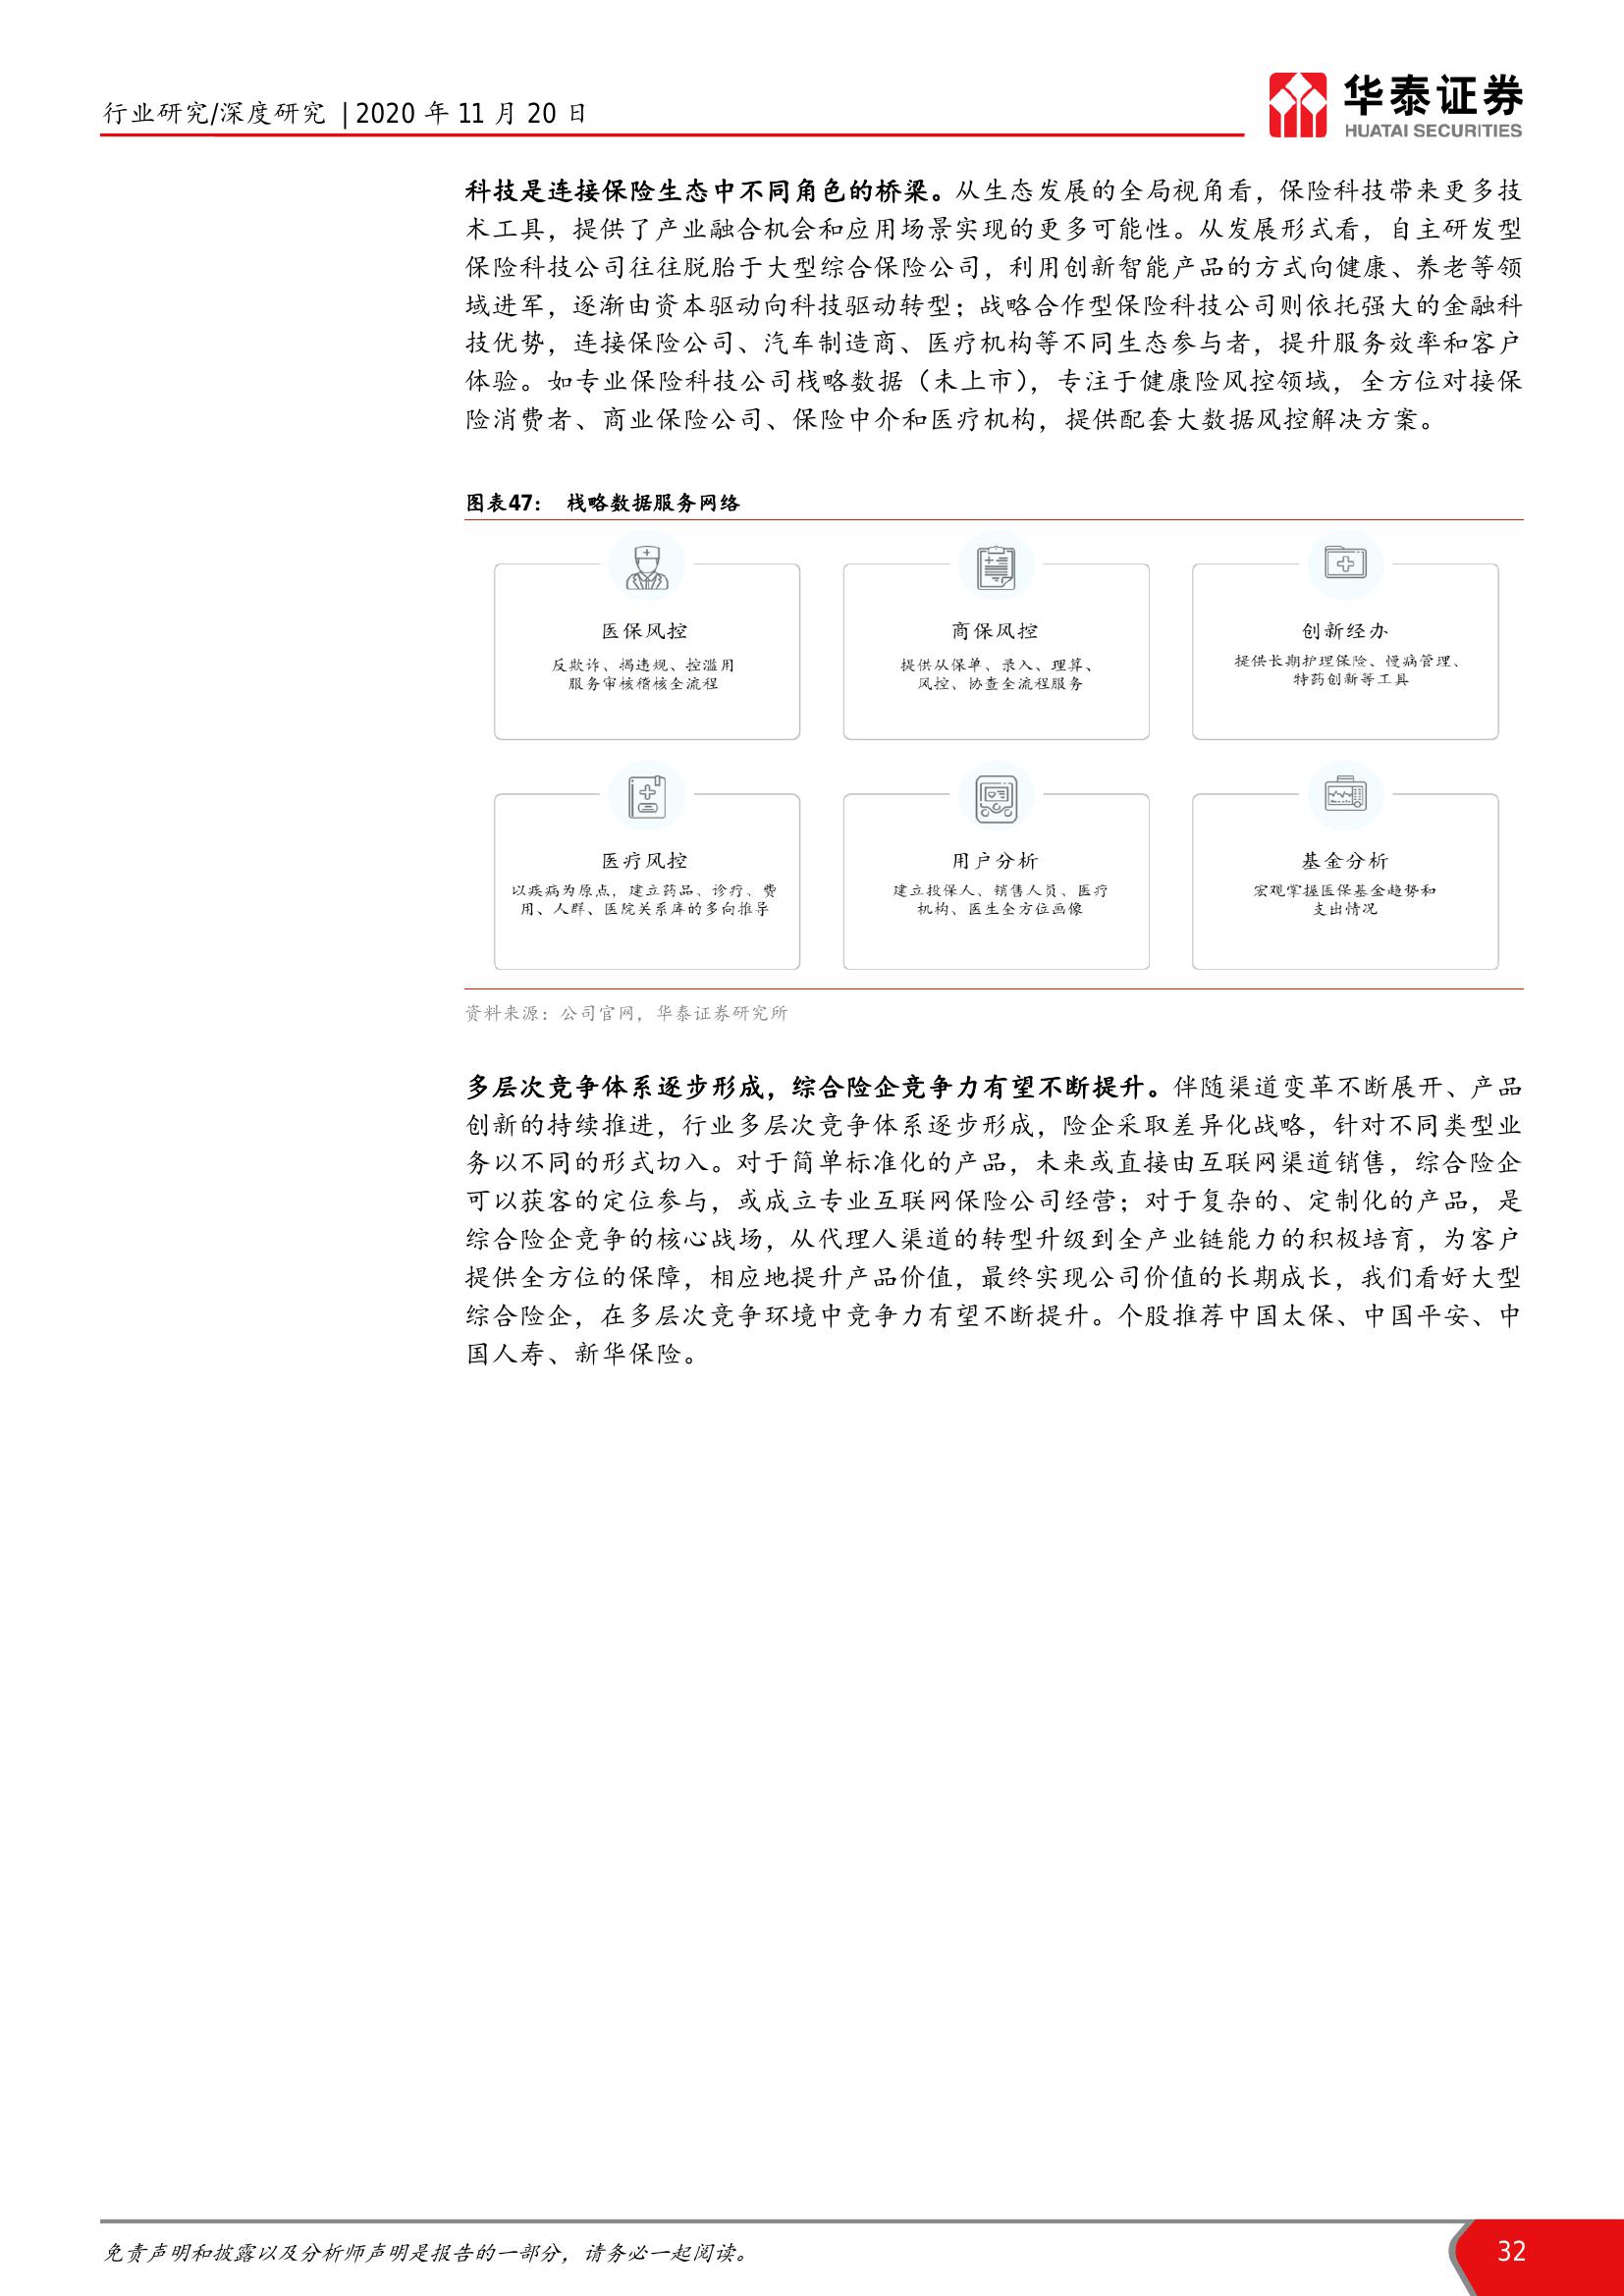 行业研究/深度研究 | 2020 年 11 月 20 日
华泰证券
HUATAI SECURITIES
科技是连接保险生态中不同角色的桥梁。从生态发展的全局视角看，保险科技带来更多技
术工具，提供了产业融合机会和应用场景实现的更多可能性。从发展形式看，自主研发型
保险科技公司往往脱胎于大型综合保险公司，利用创新智能产品的方式向健康、养老等领
域进军，逐渐由资本驱动向科技驱动转型；战略合作型保险科技公司则依托强大的金融科
技优势，连接保险公司、汽车制造商、医疗机构等不同生态参与者，提升服务效率和客户
体验。如专业保险科技公司栈略数据（未上市），专注于健康险风控领域，全方位对接保
险消费者、商业保险公司、保险中介和医疗机构，提供配套大数据风控解决方案。
图表47： 栈略数据服务网络
医保风控
反欺诈、揭违规、控滥用
服务审核稽核全流程
商保风控
提供从保单、录入、理算、
风控、协查全流程服务
创新经办
提供长期护理保险、慢病管理、
特药创新等工具
医疗风控
以疾病为原点，建立药品、诊疗、费
用、人群、医院关系库的多向推导
用户分析
建立投保人、销售人员、医疗
机构、医生全方位画像
基金分析
宏观掌握医保基金趋势和
支出情况
资料来源：公司官网，华泰证券研究所
多层次竞争体系逐步形成，综合险企竞争力有望不断提升。伴随渠道变革不断展开、产品
创新的持续推进，行业多层次竞争体系逐步形成，险企采取差异化战略，针对不同类型业
务以不同的形式切入。对于简单标准化的产品，未来或直接由互联网渠道销售，综合险企
可以获客的定位参与，或成立专业互联网保险公司经营；对于复杂的、定制化的产品，是
综合险企竞争的核心战场，从代理人渠道的转型升级到全产业链能力的积极培育，为客户
提供全方位的保障，相应地提升产品价值，最终实现公司价值的长期成长，我们看好大型
综合险企，在多层次竞争环境中竞争力有望不断提升。个股推荐中国太保、中国平安、中
国人寿、新华保险。
免责声明和披露以及分析师声明是报告的一部分，请务必一起阅读。
32